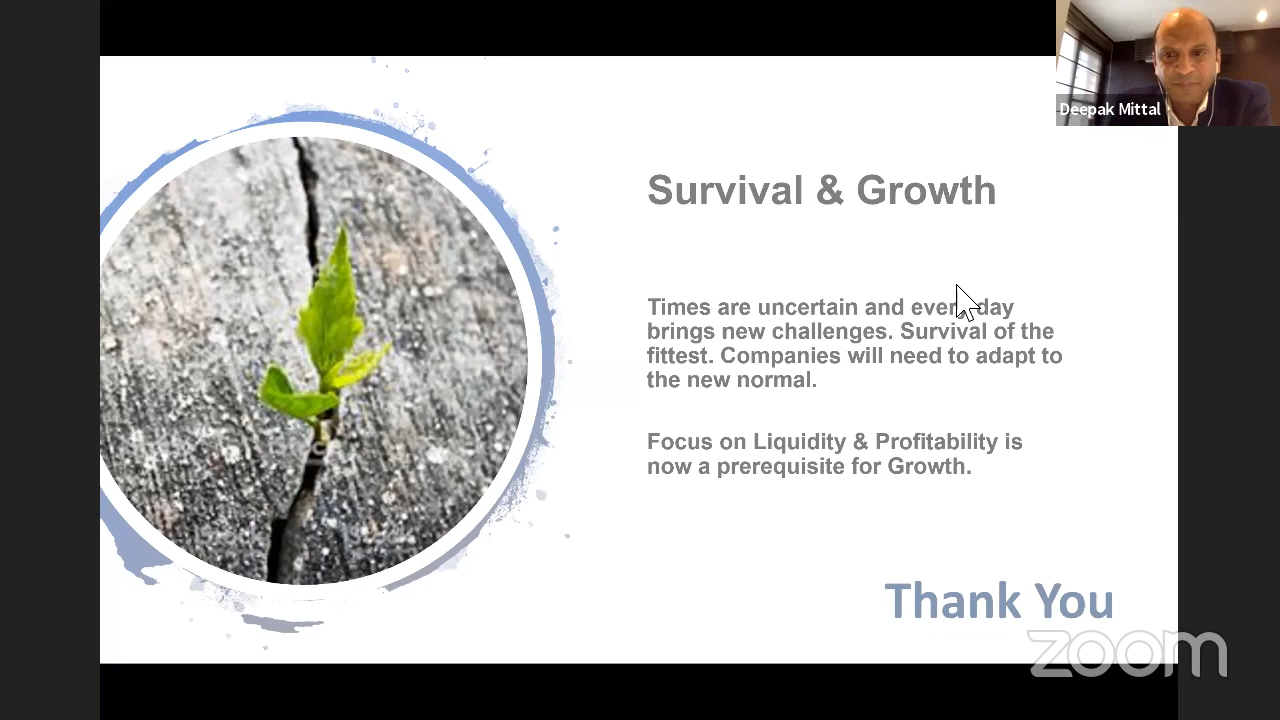 Deepak Mittal
Survival & Growth
Times are uncertain and every day
brings new challenges. Survival of the
fittest. Companies will need to adapt to
the new normal.
Focus on Liquidity & Profitability is
now a prerequisite for Growth.
Thank You
zoom